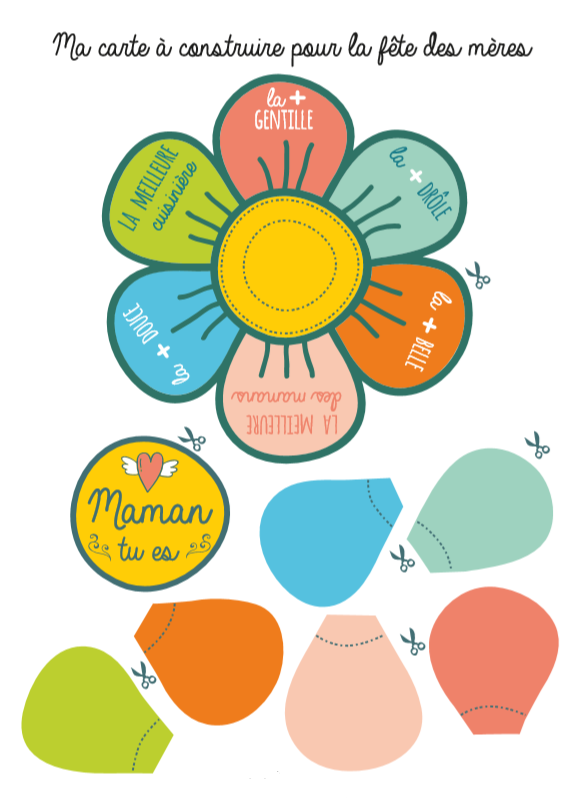 Ma carte à construire pour la fête des mères
la +
GENTILLE
la + DRÔLE
la + BELLE
LA MEILLEURE
des mamans
la + DOUCE
LA MEILLEURE
cuisinière
Maman
tu es